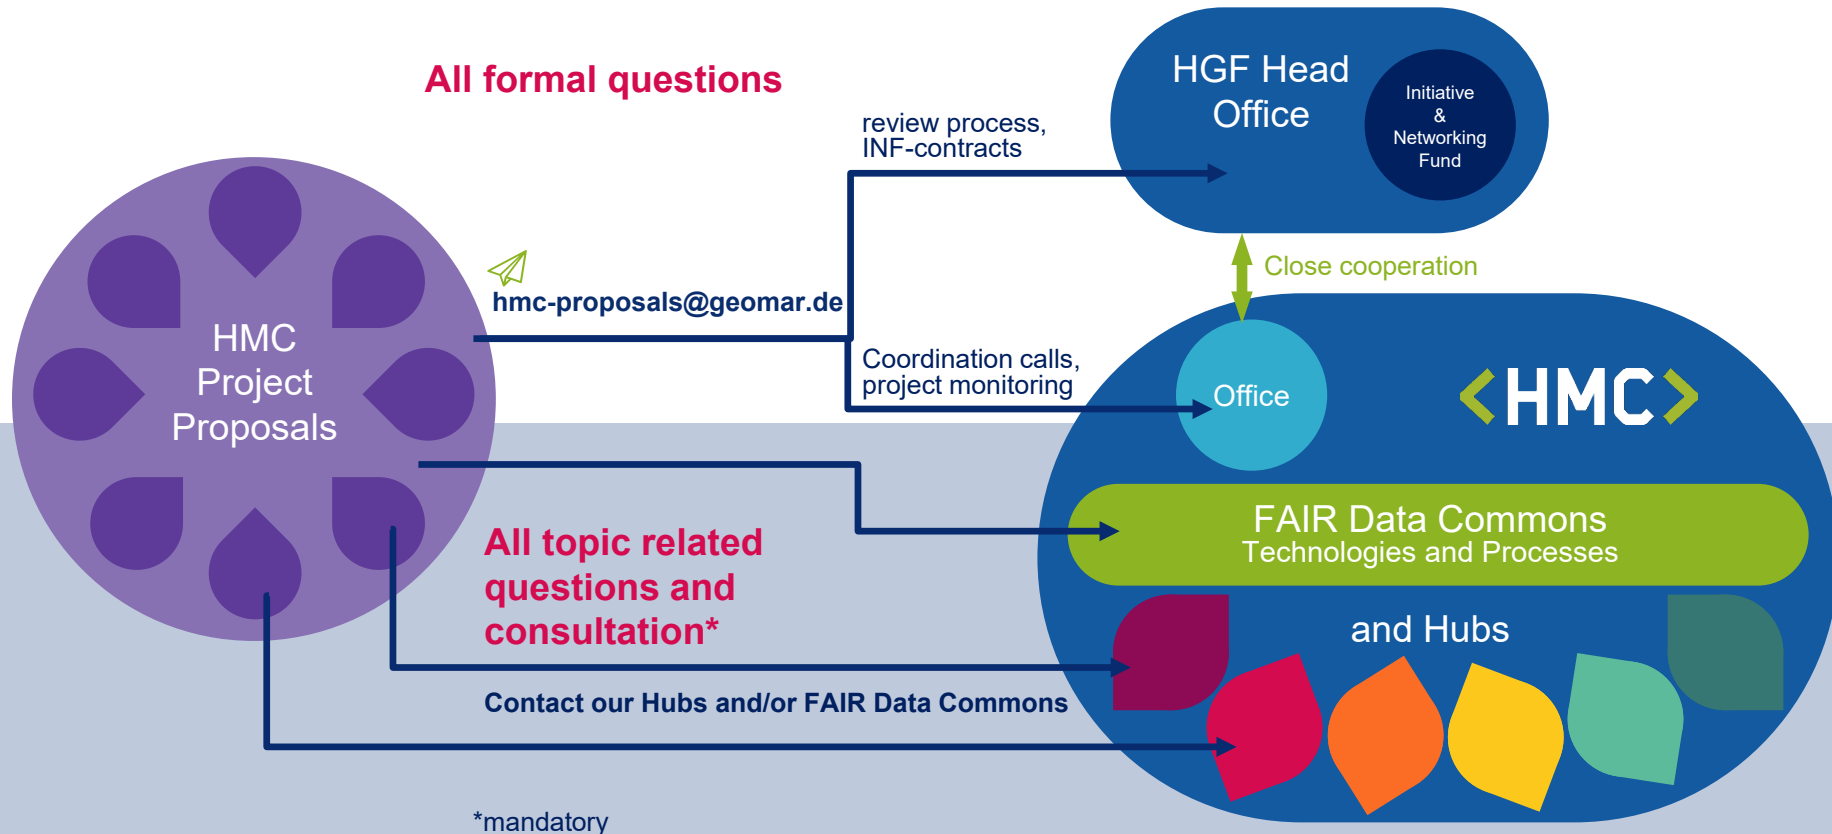 All formal questions
HGF Head
Office
Initiative
&
Networking
Fund
review process,
INF-contracts
Close cooperation
hmc-proposals@geomar.de
HMC
Project
Proposals
Coordination calls,
project monitoring
Office
<HMC>
FAIR Data Commons
Technologies and Processes
All topic related
questions and
consultation*
and Hubs
Contact our Hubs and/or FAIR Data Commons
*mandatory